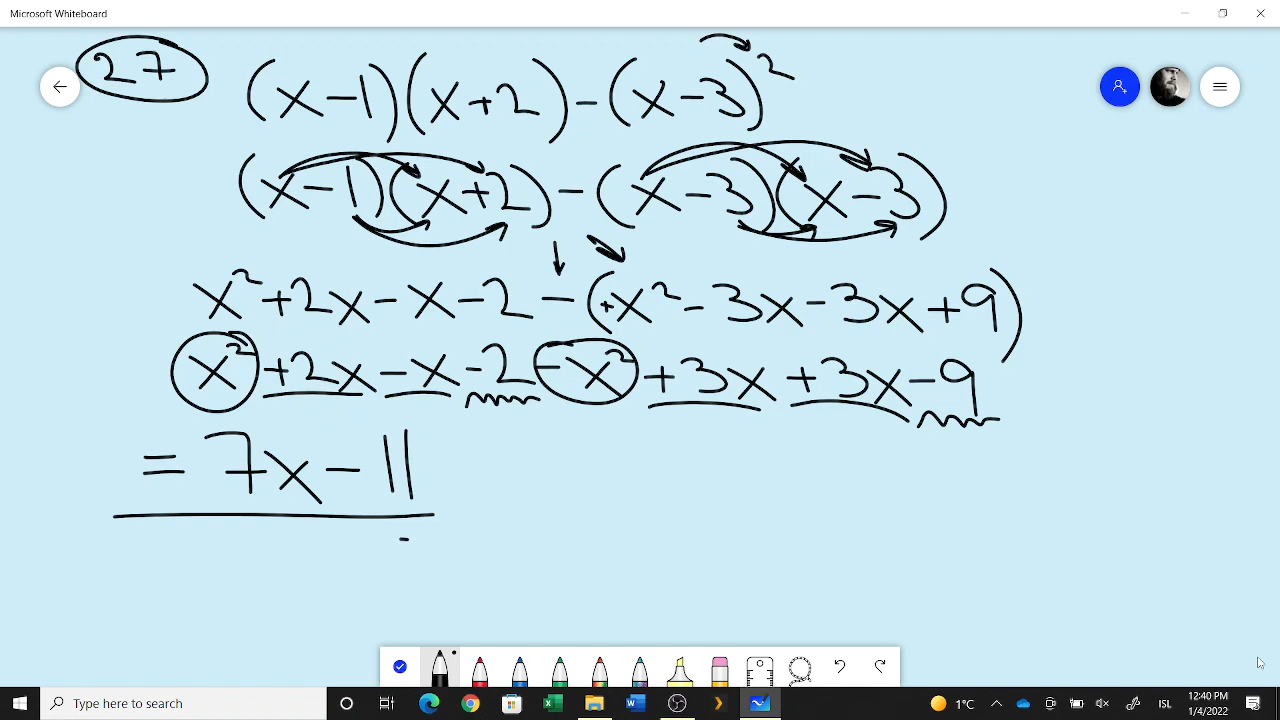 Microsoft Whiteboard
27
(x-1)(x+2)-(x-3)²
(x-1)(x+2)-(x-3)(x-3)
x²+2x-x-2-(+x²-3x-3x+9)
x²+2x-x-2-x²+3x+3x-9
= 7x-11
Type here to search
1°C
ISL
12:40 PM
1/4/2022